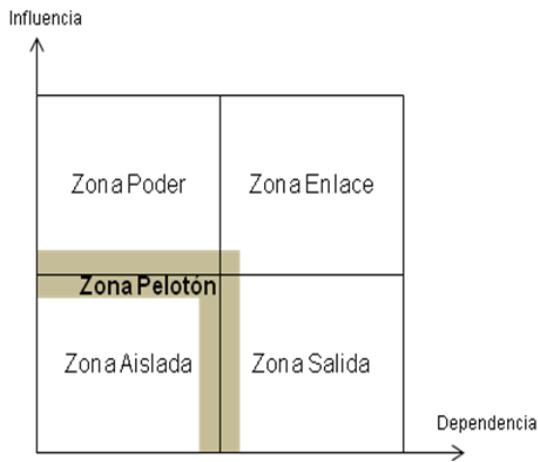 Influencia
Zona Poder
Zona Enlace
Zona Pelotón
Zona Aislada
Zona Salida
Dependencia